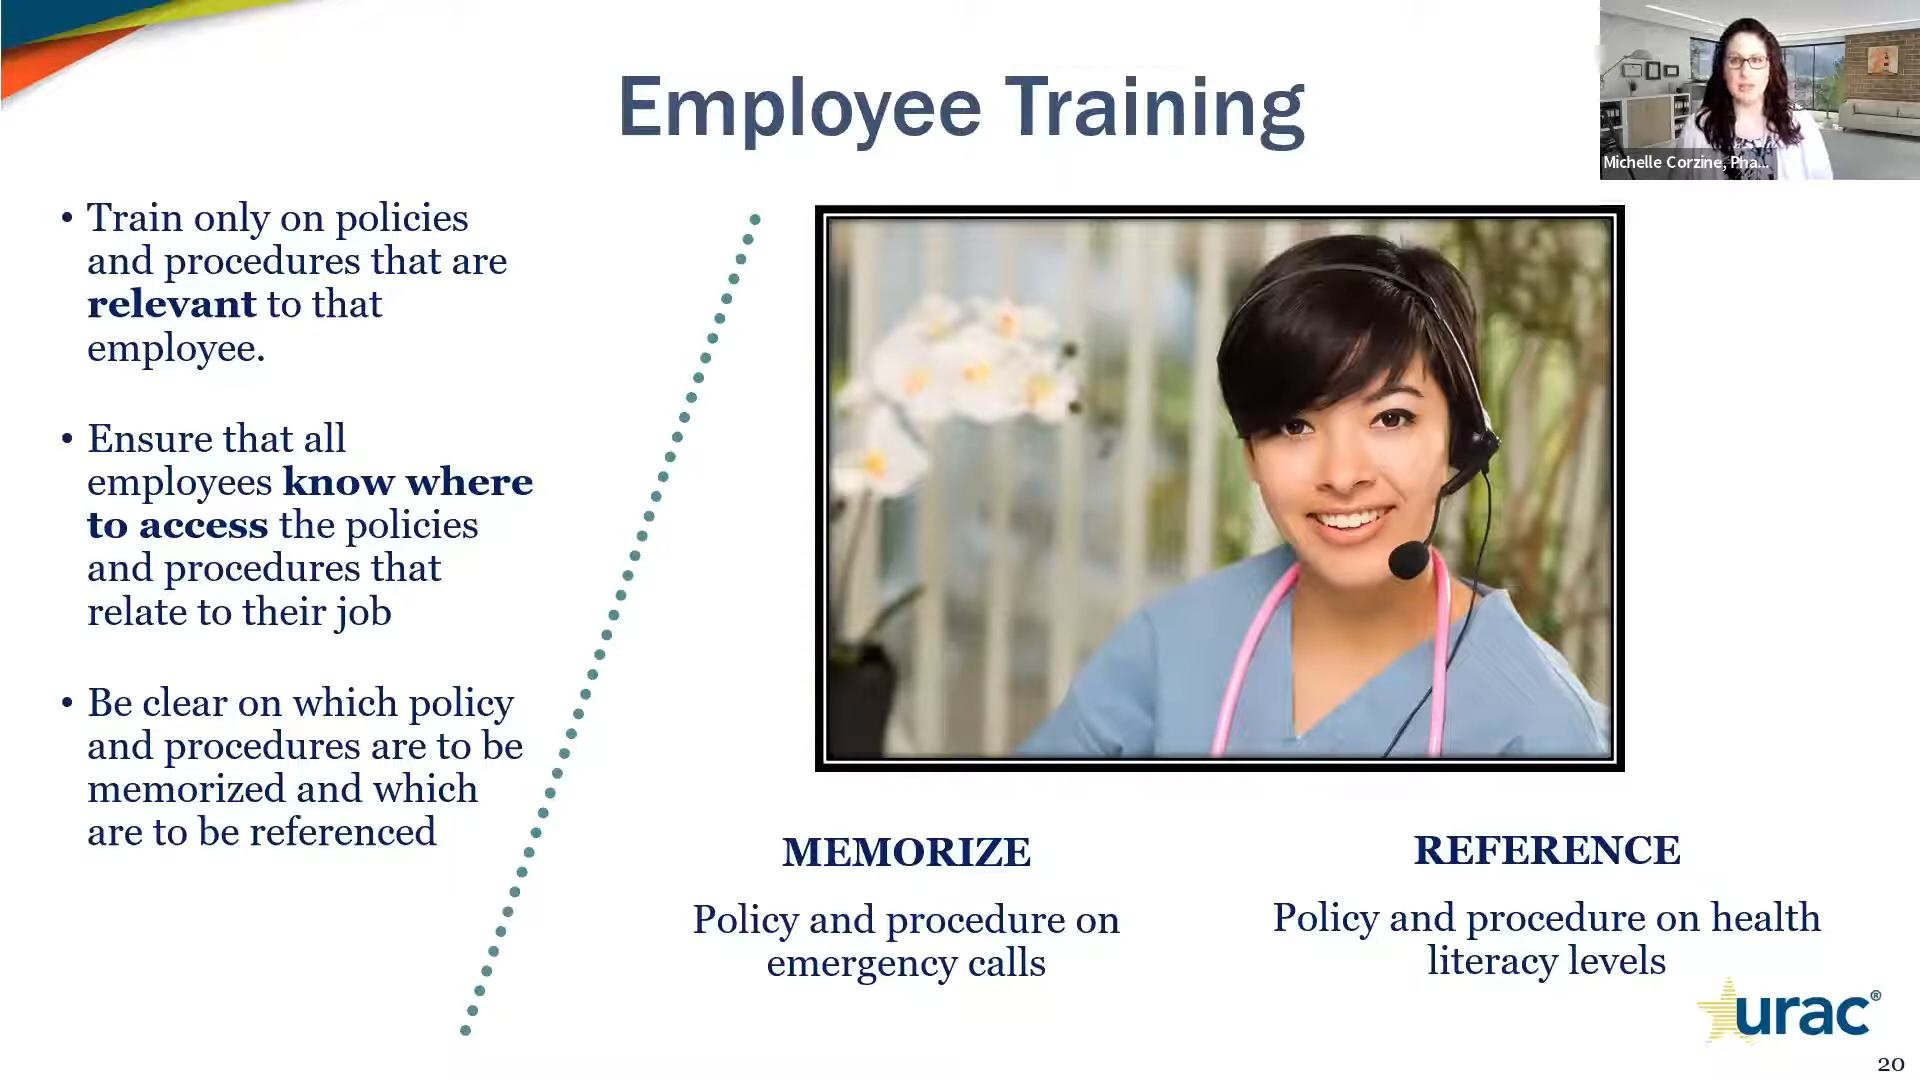 Employee Training
Michelle Corzine, Pha...
• Train only on policies
and procedures that are
relevant to that
employee.
• Ensure that all
employees know where
to access the policies
and procedures that
relate to their job
• Be clear on which policy
and procedures are to be
memorized and which
are to be referenced
MEMORIZE
Policy and procedure on
emergency calls
REFERENCE
Policy and procedure on health
literacy levels
urac®
20